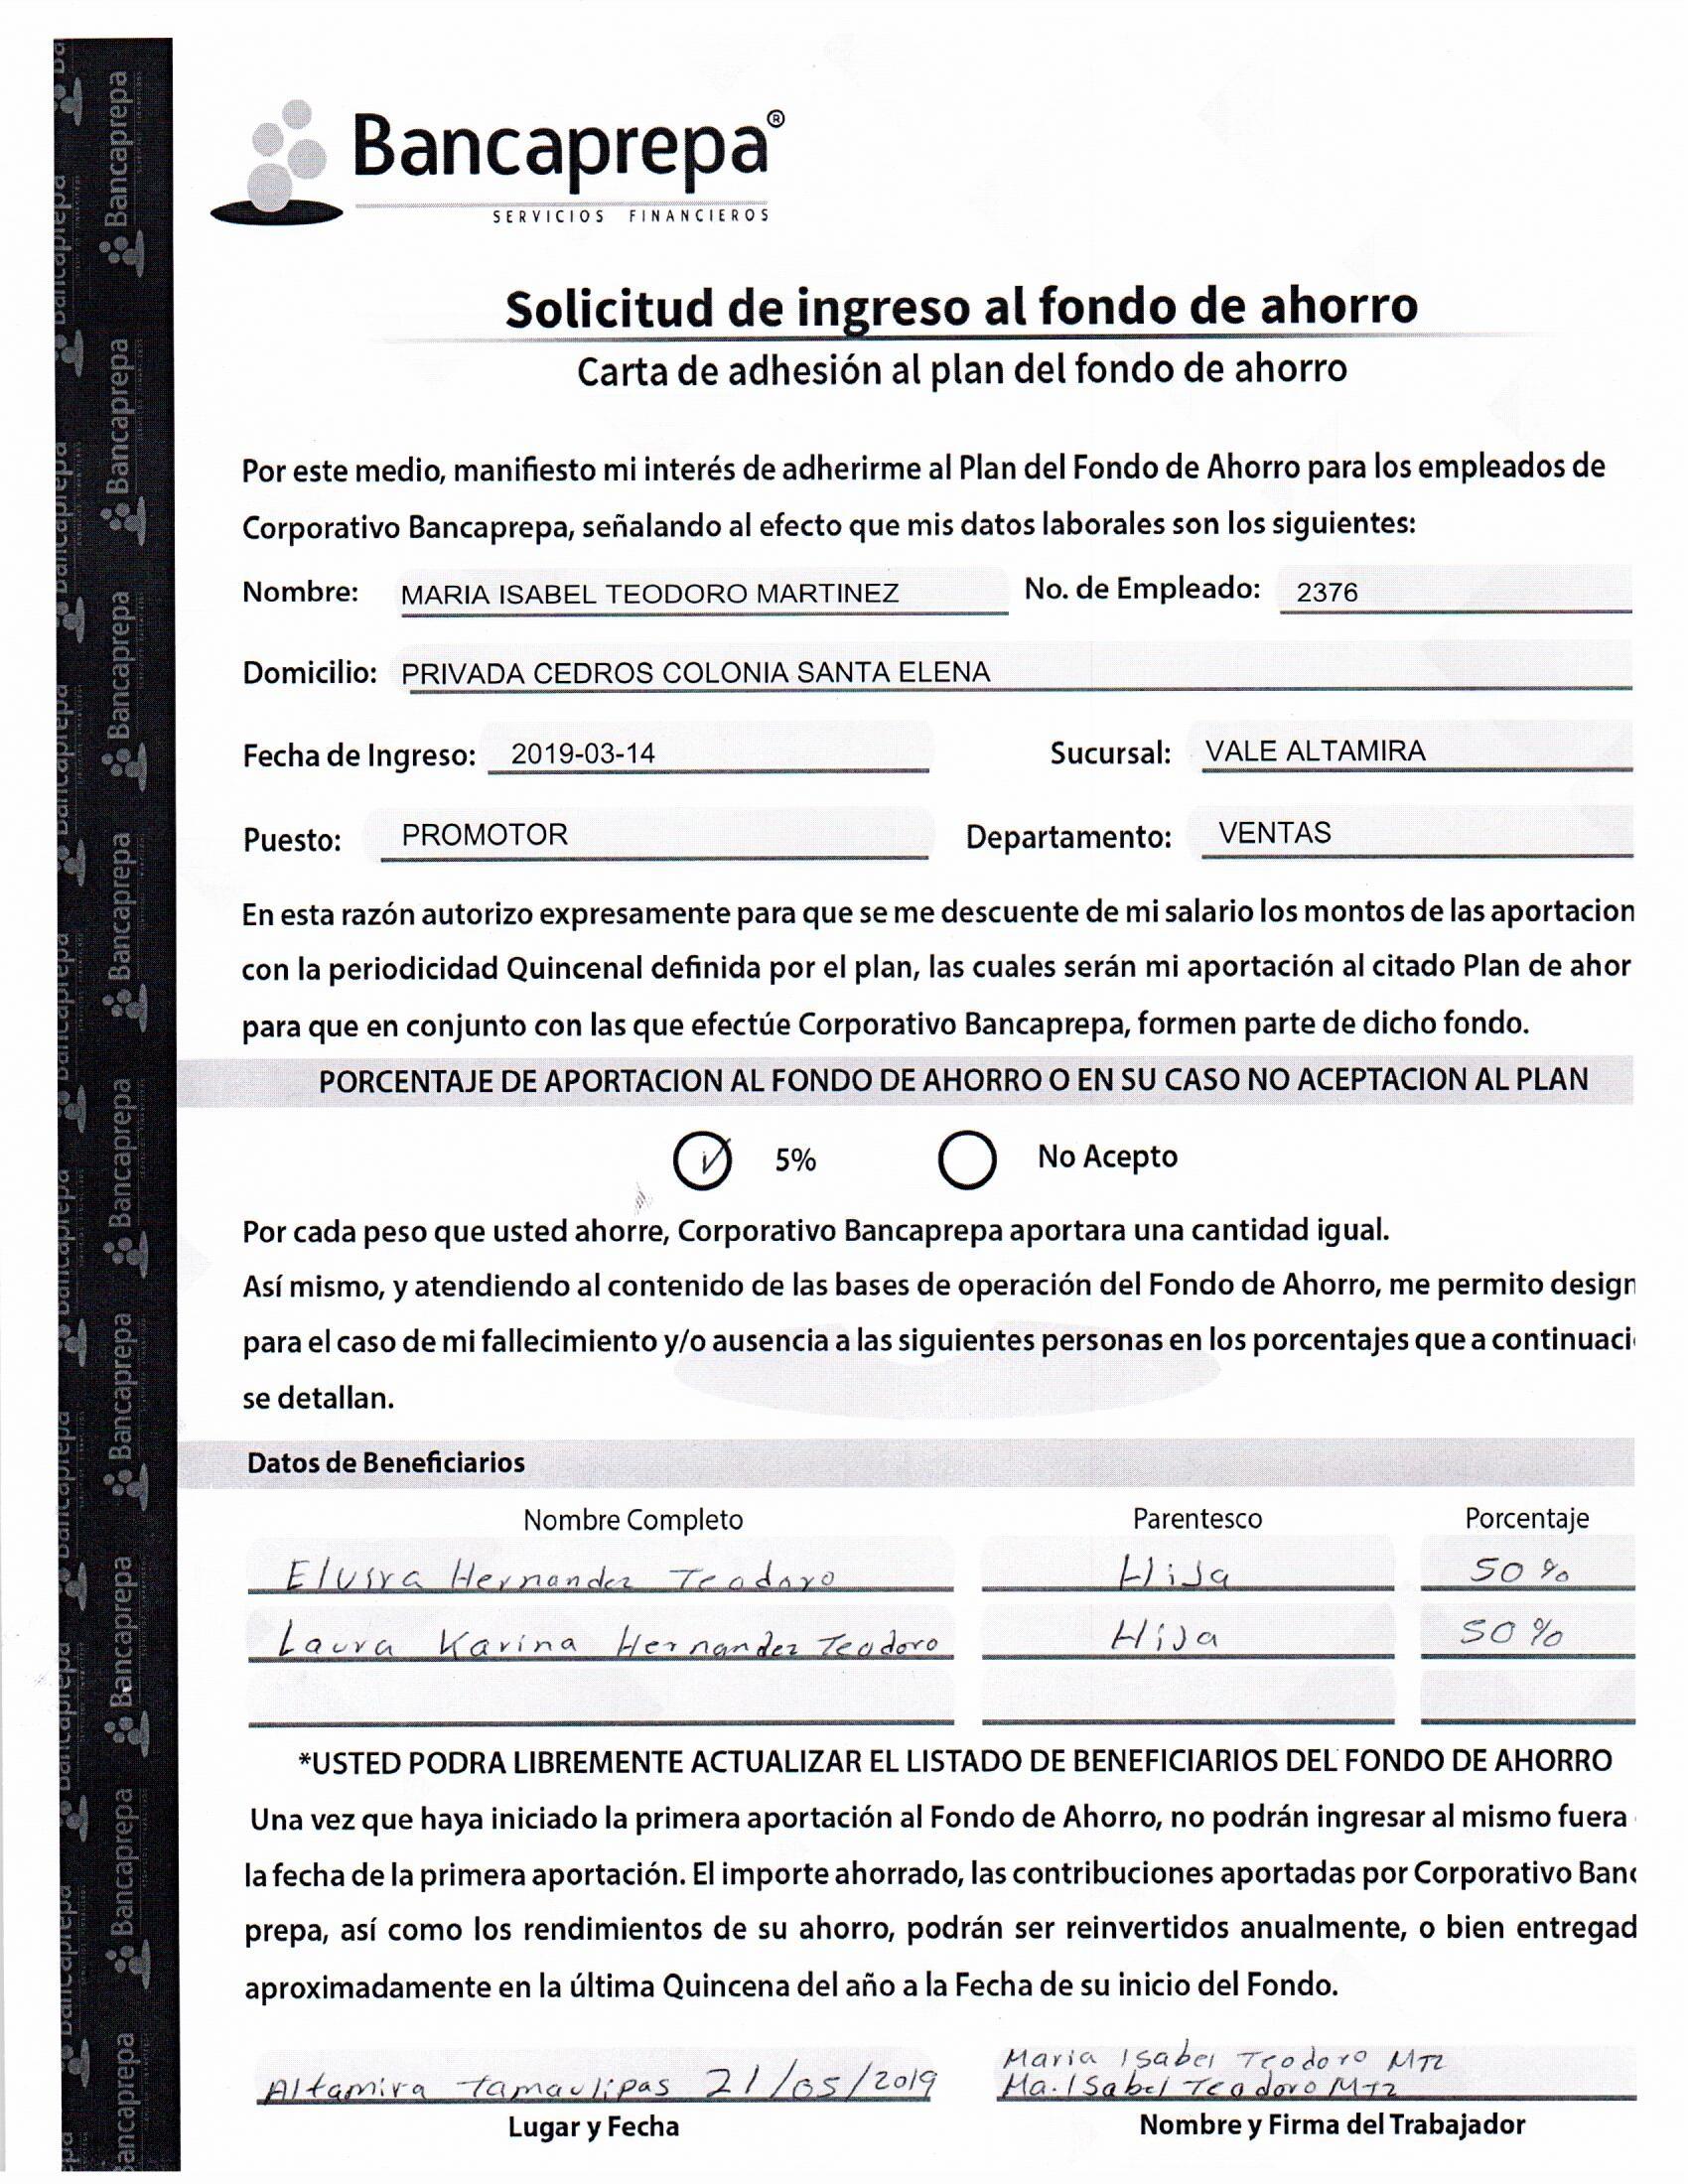 Bancaprepa®
SERVICIOS FINANCIEROS
Solicitud de ingreso al fondo de ahorro
Carta de adhesión al plan del fondo de ahorro
Por este medio, manifiesto mi interés de adherirme al Plan del Fondo de Ahorro para los empleados de
Corporativo Bancaprepa, señalando al efecto que mis datos laborales son los siguientes:
Nombre: MARIA ISABEL TEODORO MARTINEZ No. de Empleado: 2376
Domicilio: PRIVADA CEDROS COLONIA SANTA ELENA
Fecha de Ingreso: 2019-03-14 Sucursal: VALE ALTAMIRA
Puesto: PROMOTOR Departamento: VENTAS
En esta razón autorizo expresamente para que se me descuente de mi salario los montos de las aportacion
con la periodicidad Quincenal definida por el plan, las cuales serán mi aportación al citado Plan de ahor
para que en conjunto con las que efectúe Corporativo Bancaprepa, formen parte de dicho fondo.
PORCENTAJE DE APORTACION AL FONDO DE AHORRO O EN SU CASO NO ACEPTACION AL PLAN
5% No Acepto
Por cada peso que usted ahorre, Corporativo Bancaprepa aportara una cantidad igual.
Así mismo, y atendiendo al contenido de las bases de operación del Fondo de Ahorro, me permito design
para el caso de mi fallecimiento y/o ausencia a las siguientes personas en los porcentajes que a continuaci
se detallan.
Datos de Beneficiarios
Nombre Completo Parentesco Porcentaje
Elvira Hernandez Teodoro Hija 50%
Laura Karina Hernandez Teodoro Hija 50%
*USTED PODRA LIBREMENTE ACTUALIZAR EL LISTADO DE BENEFICIARIOS DEL FONDO DE AHORRO
Una vez que haya iniciado la primera aportación al Fondo de Ahorro, no podrán ingresar al mismo fuera
la fecha de la primera aportación. El importe ahorrado, las contribuciones aportadas por Corporativo Banc
prepa, así como los rendimientos de su ahorro, podrán ser reinvertidos anualmente, o bien entregad
aproximadamente en la última Quincena del año a la Fecha de su inicio del Fondo.
Maria Isabel Teodoro MTZ
Altamira Tamaulipas 21/05/2019 Ma. Isabel Teodoro MTZ
Lugar y Fecha Nombre y Firma del Trabajador